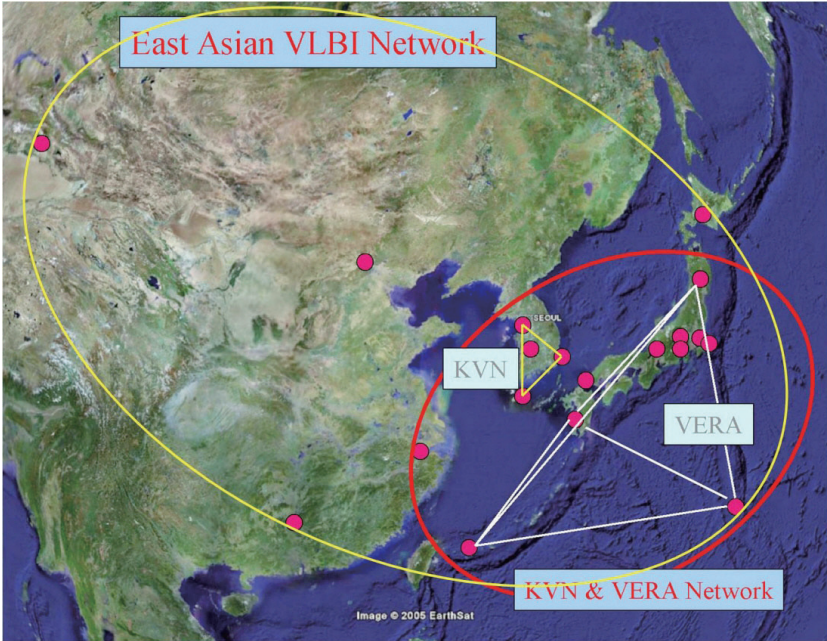 East Asian VLBI Network
SEOUL
KVN
VERA
KVN & VERA Network
Image © 2005 EarthSat